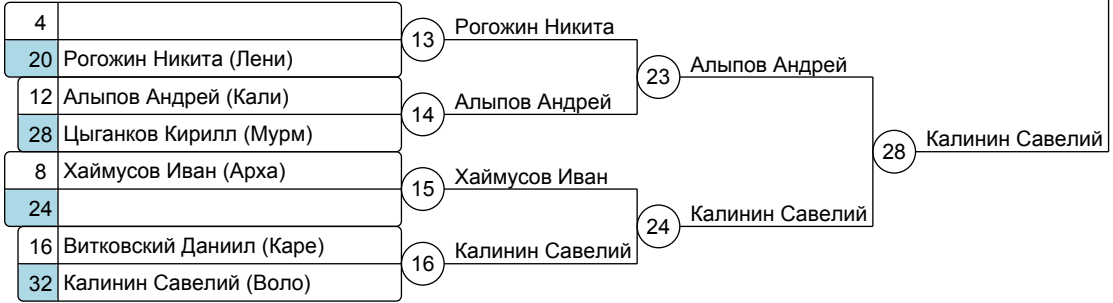 4
20 Рогожин Никита (Лени)
12 Алыпов Андрей (Кали)
28 Цыганков Кирилл (Мурм)
8 Хаймусов Иван (Арха)
24
16 Витковский Даниил (Каре)
32 Калинин Савелий (Воло)
13 Рогожин Никита
14 Алыпов Андрей
15 Хаймусов Иван
16 Калинин Савелий
23 Алыпов Андрей
24 Калинин Савелий
28 Калинин Савелий